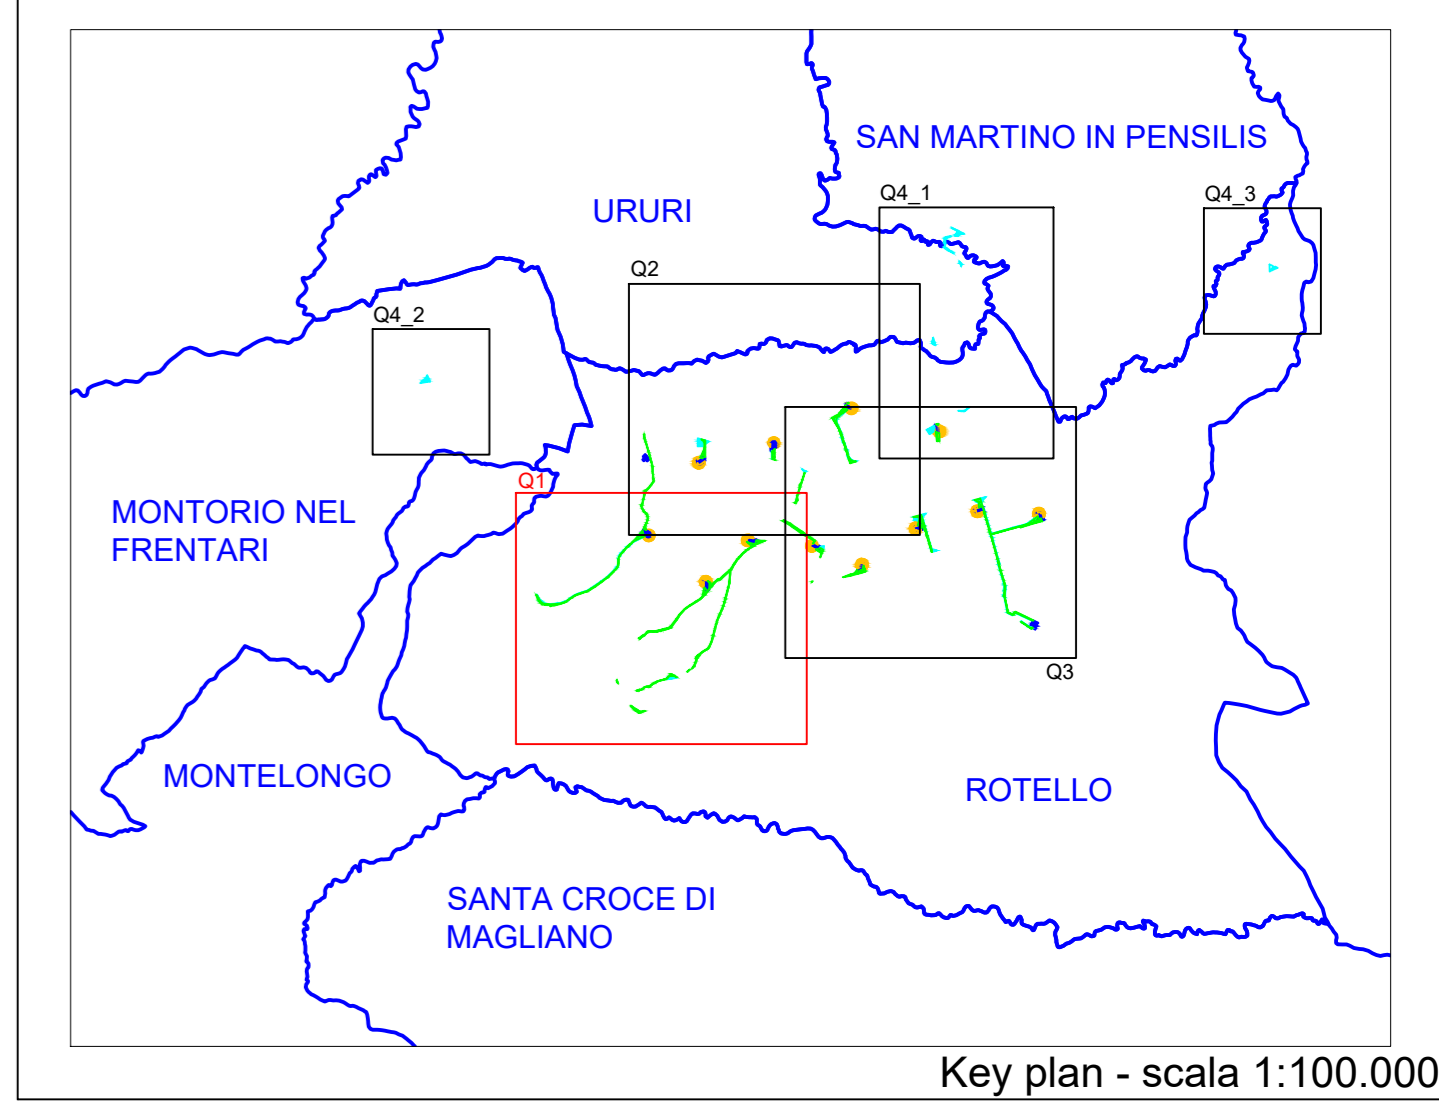 SAN MARTINO IN PENSILIS
Q4_1
Q4_3
URURI
Q2
Q4_2
Q1
MONTORIO NEL
FRENTARI
Q3
MONTELONGO
ROTELLO
SANTA CROCE DI
MAGLIANO
Key plan - scala 1:100.000